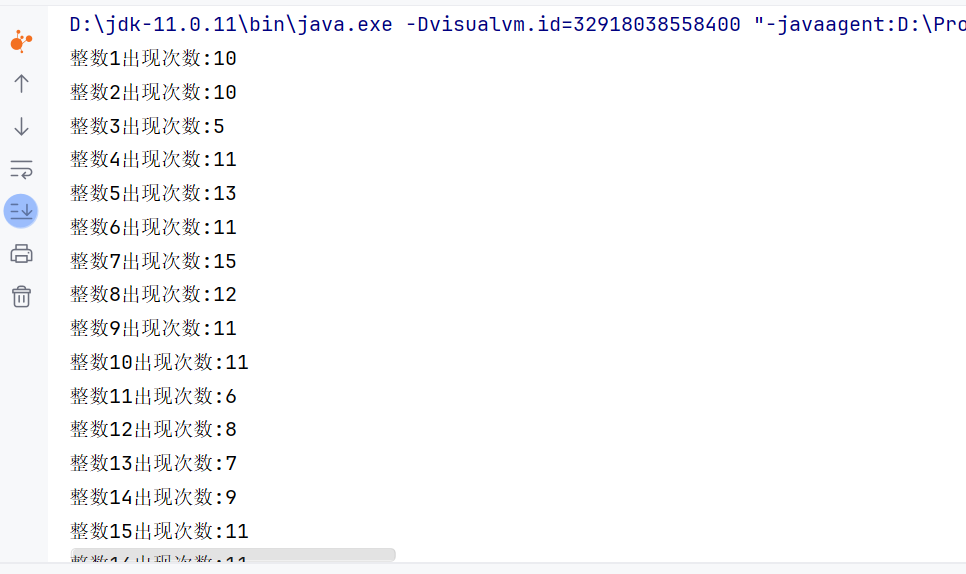 D:\jdk-11.0.11\bin\java.exe -Dvisualvm.id=32918038558400 "-javaagent:D:\Pro
整数1出现次数:10
整数2出现次数:10
整数3出现次数:5
整数4出现次数:11
整数5出现次数:13
整数6出现次数:11
整数7出现次数:15
整数8出现次数:12
整数9出现次数:11
整数10出现次数:11
整数11出现次数:6
整数12出现次数:8
整数13出现次数:7
整数14出现次数:9
整数15出现次数:11
整数16出现次数:11